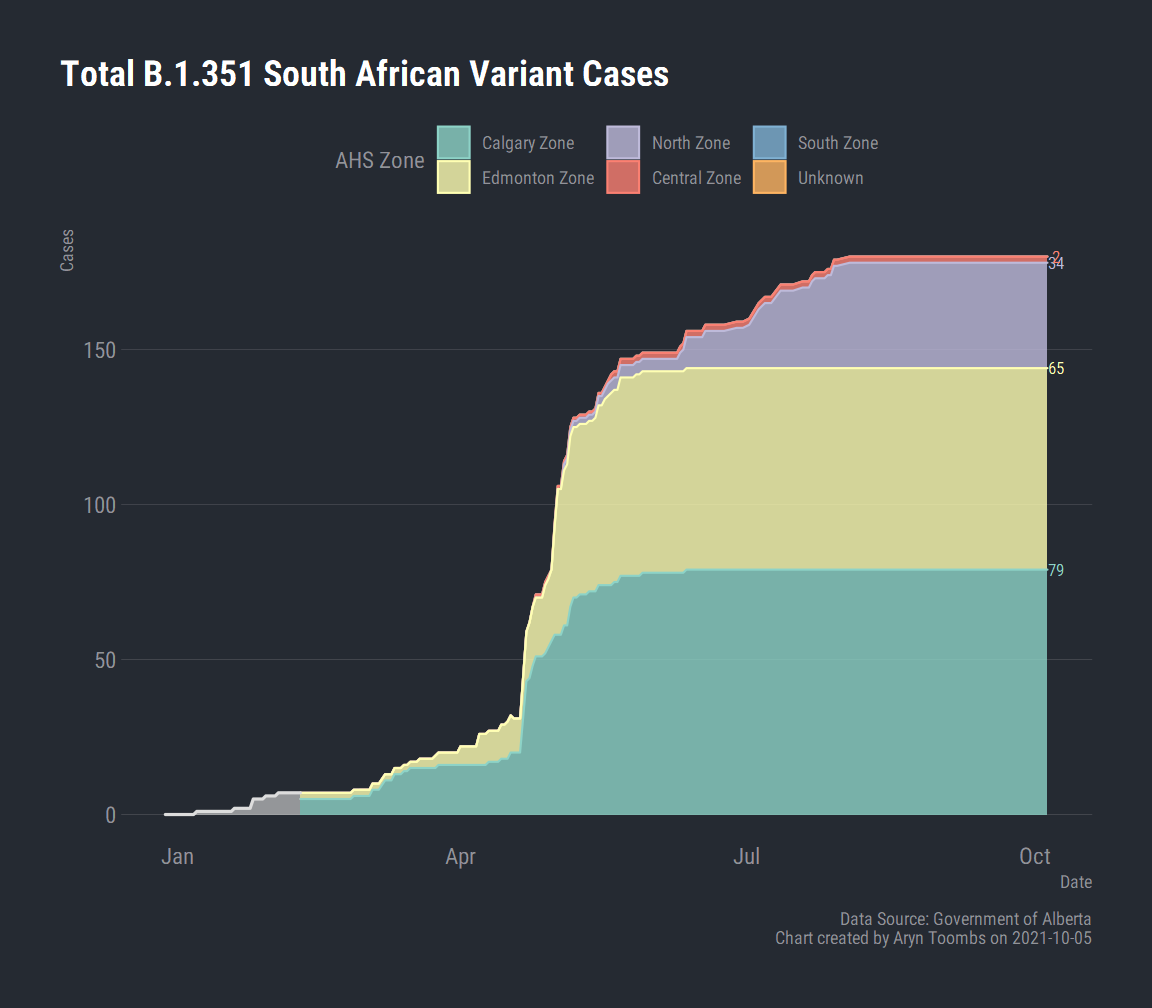 Total B.1.351 South African Variant Cases
AHS Zone
Calgary Zone
North Zone
South Zone
Edmonton Zone
Central Zone
Unknown
Cases
2
34
150
65
100
79
50
0
Jan
Apr
Jul
Oct
Date
Data Source: Government of Alberta
Chart created by Aryn Toombs on 2021-10-05